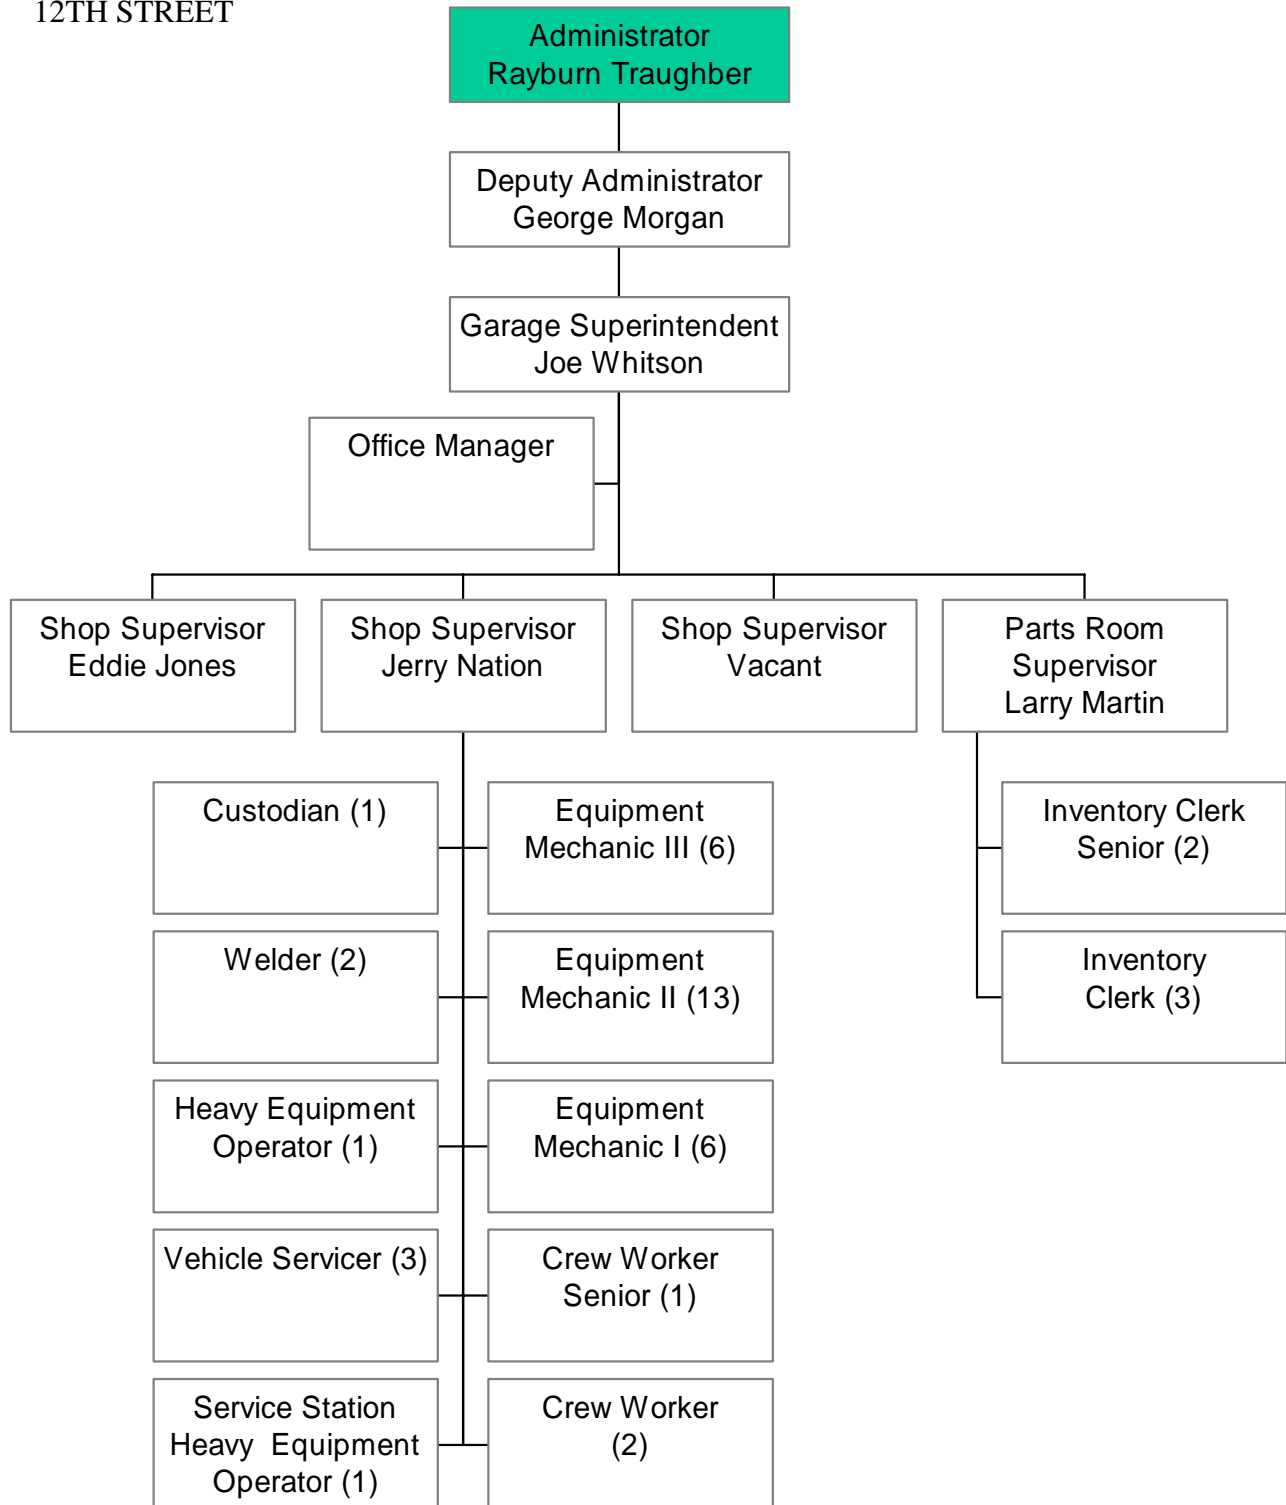 12TH STREET
Administrator
Rayburn Traughber
Deputy Administrator
George Morgan
Garage Superintendent
Joe Whitson
Office Manager
Shop Supervisor
Eddie Jones
Shop Supervisor
Jerry Nation
Shop Supervisor
Vacant
Parts Room
Supervisor
Larry Martin
Custodian (1)
Equipment
Mechanic III (6)
Inventory Clerk
Senior (2)
Welder (2)
Equipment
Mechanic II (13)
Inventory
Clerk (3)
Heavy Equipment
Operator (1)
Equipment
Mechanic I (6)
Vehicle Servicer (3)
Crew Worker
Senior (1)
Service Station
Heavy Equipment
Operator (1)
Crew Worker
(2)